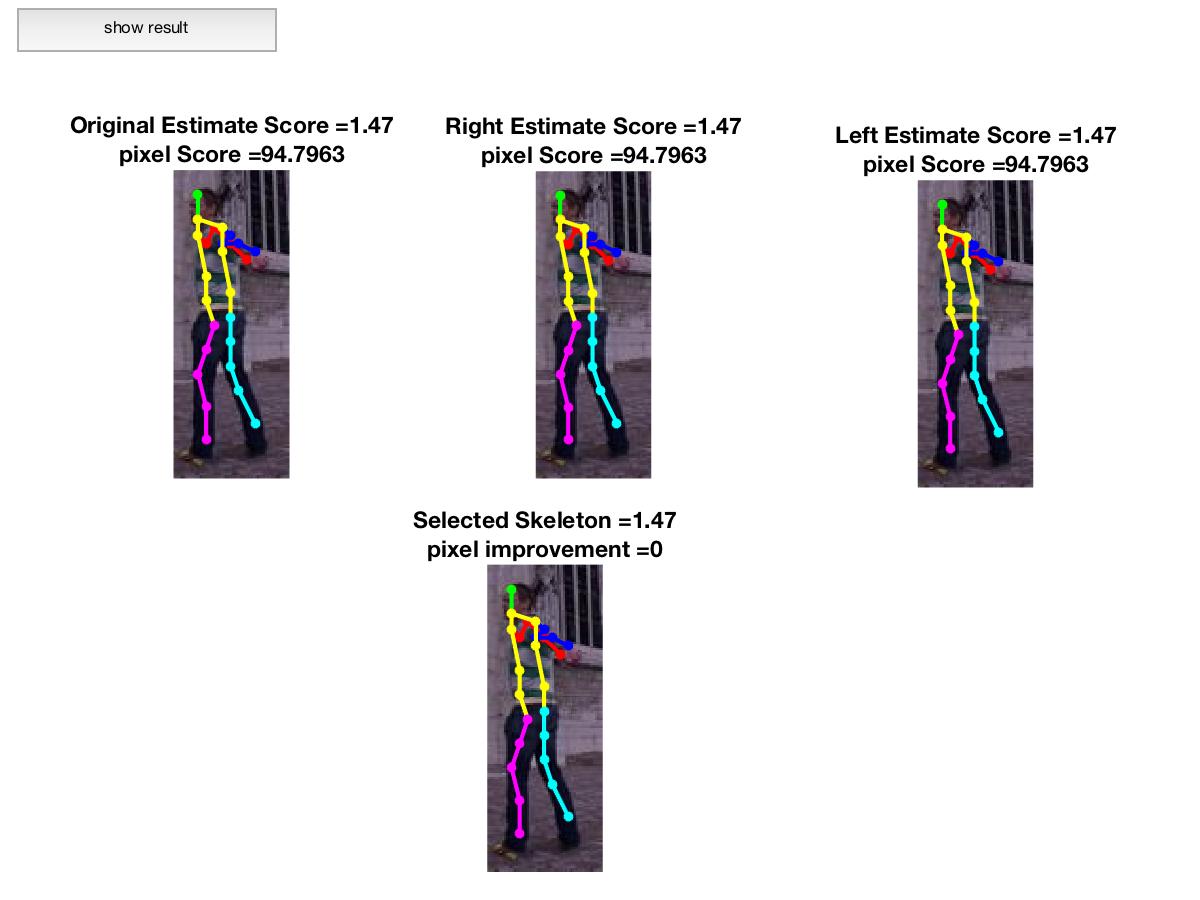 show result
Original Estimate Score =1.47
pixel Score =94.7963
Right Estimate Score =1.47
pixel Score =94.7963
Left Estimate Score =1.47
pixel Score =94.7963
Selected Skeleton =1.47
pixel improvement =0